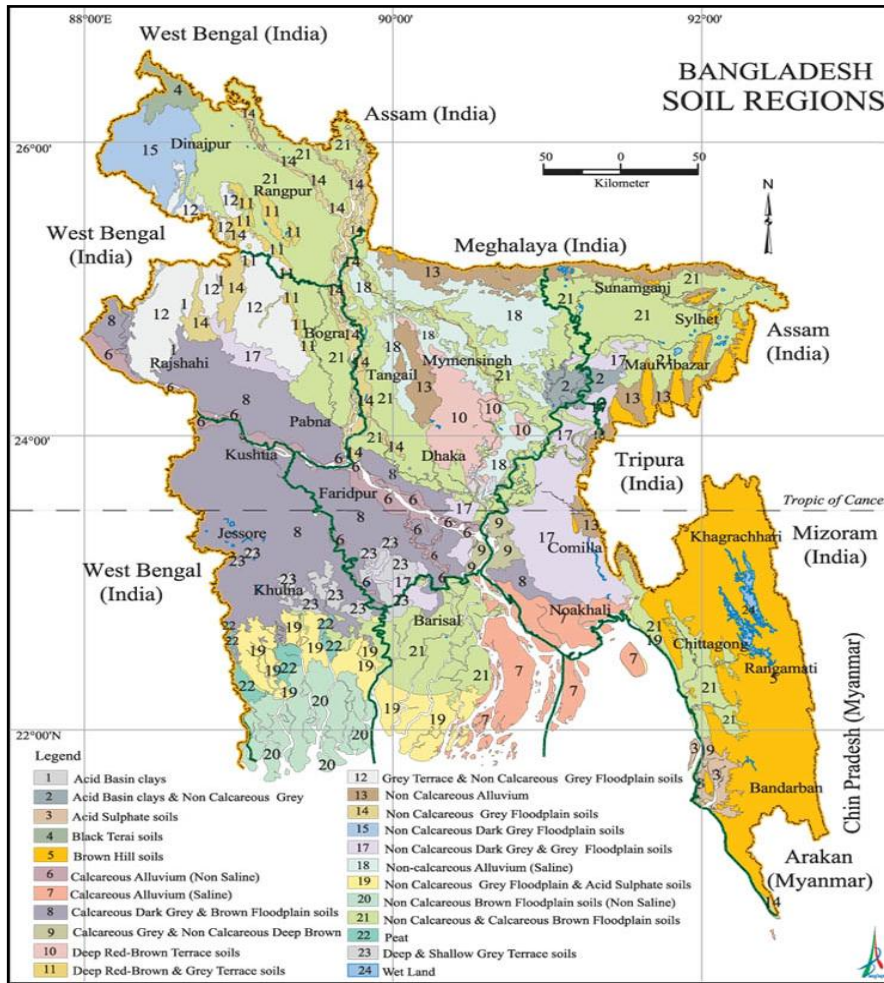 88°00'E
90°00'
92°00'
West Bengal (India)
BANGLADESH
SOIL REGIONS
Assam (India)
26°00'
50 0 50
Kilometer
N
Dinajpur
Rangpur
West Bengal
(India)
Meghalaya (India)
Sunamganj
Sylhet
Assam
(India)
Bogra
Rajshahi
Mymensingh
Tangail
Maulvibazar
Pabna
24°00'
Kushtia
Dhaka
Tripura
(India)
Faridpur
Tropic of Cance
Jessore
Comilla
Khagrachhari
Mizoram
(India)
West Bengal
(India)
Khulna
Noakhali
Barisal
Chittagong
Rangamati
Chin Pradesh (Myanmar)
22°00'N
Bandarban
Arakan
(Myanmar)
Legend
1 Acid Basin clays
2 Acid Basin clays & Non Calcareous Grey
3 Acid Sulphate soils
4 Black Terai soils
5 Brown Hill soils
6 Calcareous Alluvium (Non Saline)
7 Calcareous Alluvium (Saline)
8 Calcareous Dark Grey & Brown Floodplain soils
9 Calcareous Grey & Non Calcareous Deep Brown
10 Deep Red-Brown Terrace soils
11 Deep Red-Brown & Grey Terrace soils
12 Grey Terrace & Non Calcareous Grey Floodplain soils
13 Non Calcareous Alluvium
14 Non Calcareous Grey Floodplain soils
15 Non Calcareous Dark Grey Floodplain soils
17 Non Calcareous Dark Grey & Grey Floodplain soils
18 Non-calcareous Alluvium (Saline)
19 Non Calcareous Grey Floodplain & Acid Sulphate soils
20 Non Calcareous Brown Floodplain soils (Non Saline)
21 Non Calcareous & Calcareous Brown Floodplain soils
22 Peat
23 Deep & Shallow Grey Terrace soils
24 Wet Land